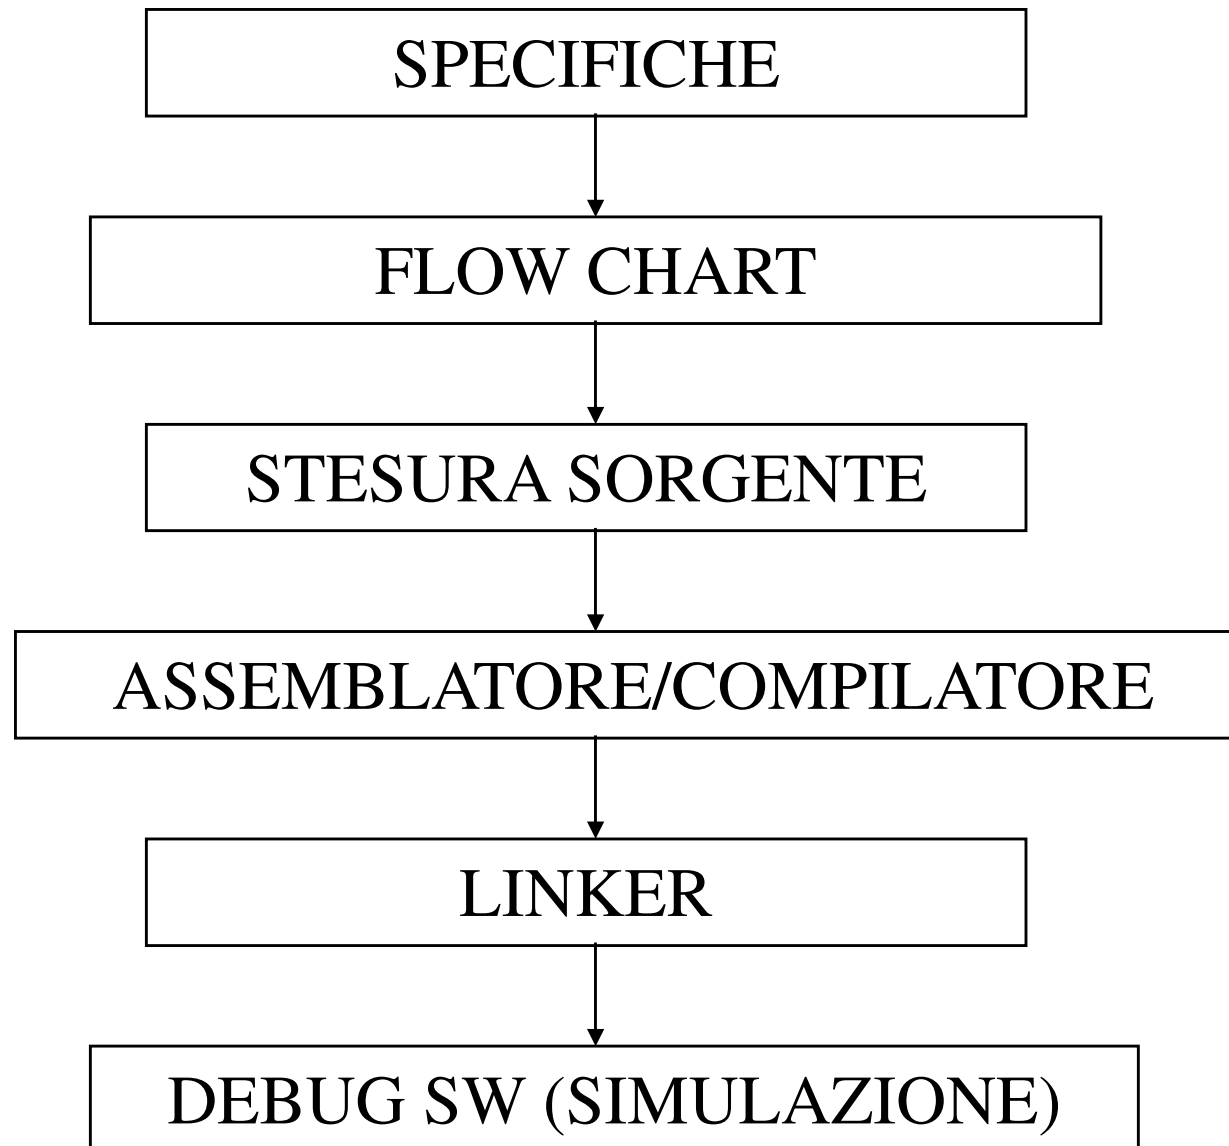 SPECIFICHE
FLOW CHART
STESURA SORGENTE
ASSEMBLATORE/COMPILATORE
LINKER
DEBUG SW (SIMULAZIONE)